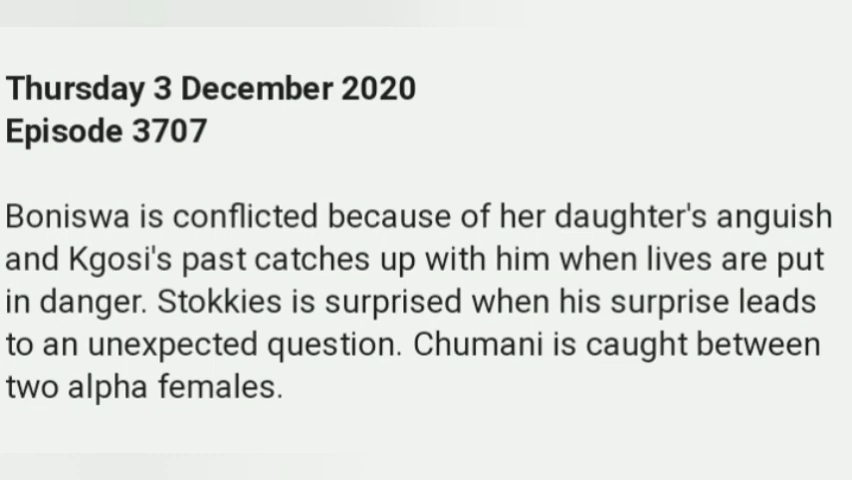 Thursday 3 December 2020
Episode 3707
Boniswa is conflicted because of her daughter's anguish
and Kgosi's past catches up with him when lives are put
in danger. Stokkies is surprised when his surprise leads
to an unexpected question. Chumani is caught between
two alpha females.